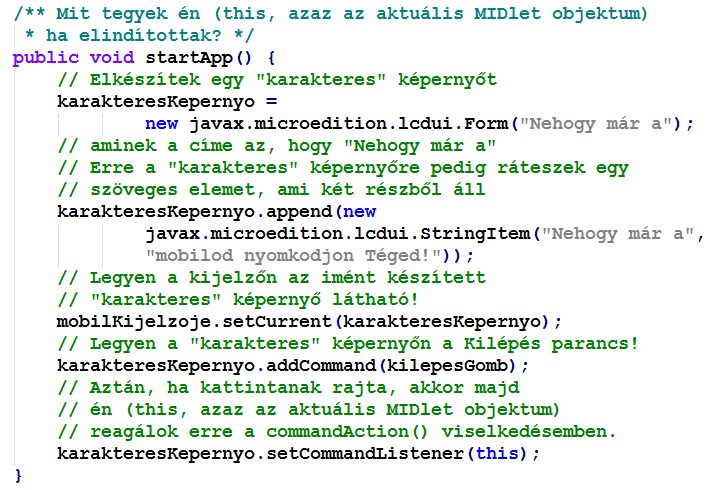 /** Mit tegyek én (this, azaz az aktuális MIDlet objektum)
 * ha elindítottak? */
public void startApp() {
    // Elkészítek egy "karakteres" képernyőt
    karakteresKepernyo =
            new javax.microedition.lcdui.Form("Nehogy már a");
    // aminek a címe az, hogy "Nehogy már a"
    // Erre a "karakteres" képernyőre pedig ráteszek egy
    // szöveges elemet, ami két részből áll
    karakteresKepernyo.append(new
            javax.microedition.lcdui.StringItem("Nehogy már a",
            "mobilod nyomkodjon Téged!"));
    // Legyen a kijelzőn az imént készített
    // "karakteres" képernyő látható!
    mobilKijelzoje.setCurrent(karakteresKepernyo);
    // Legyen a "karakteres" képernyőn a Kilépés parancs!
    karakteresKepernyo.addCommand(kilepesGomb);
    // Aztán, ha kattintanak rajta, akkor majd
    // én (this, azaz az aktuális MIDlet objektum)
    // reagálok erre a commandAction() viselkedésemben.
    karakteresKepernyo.setCommandListener(this);
}